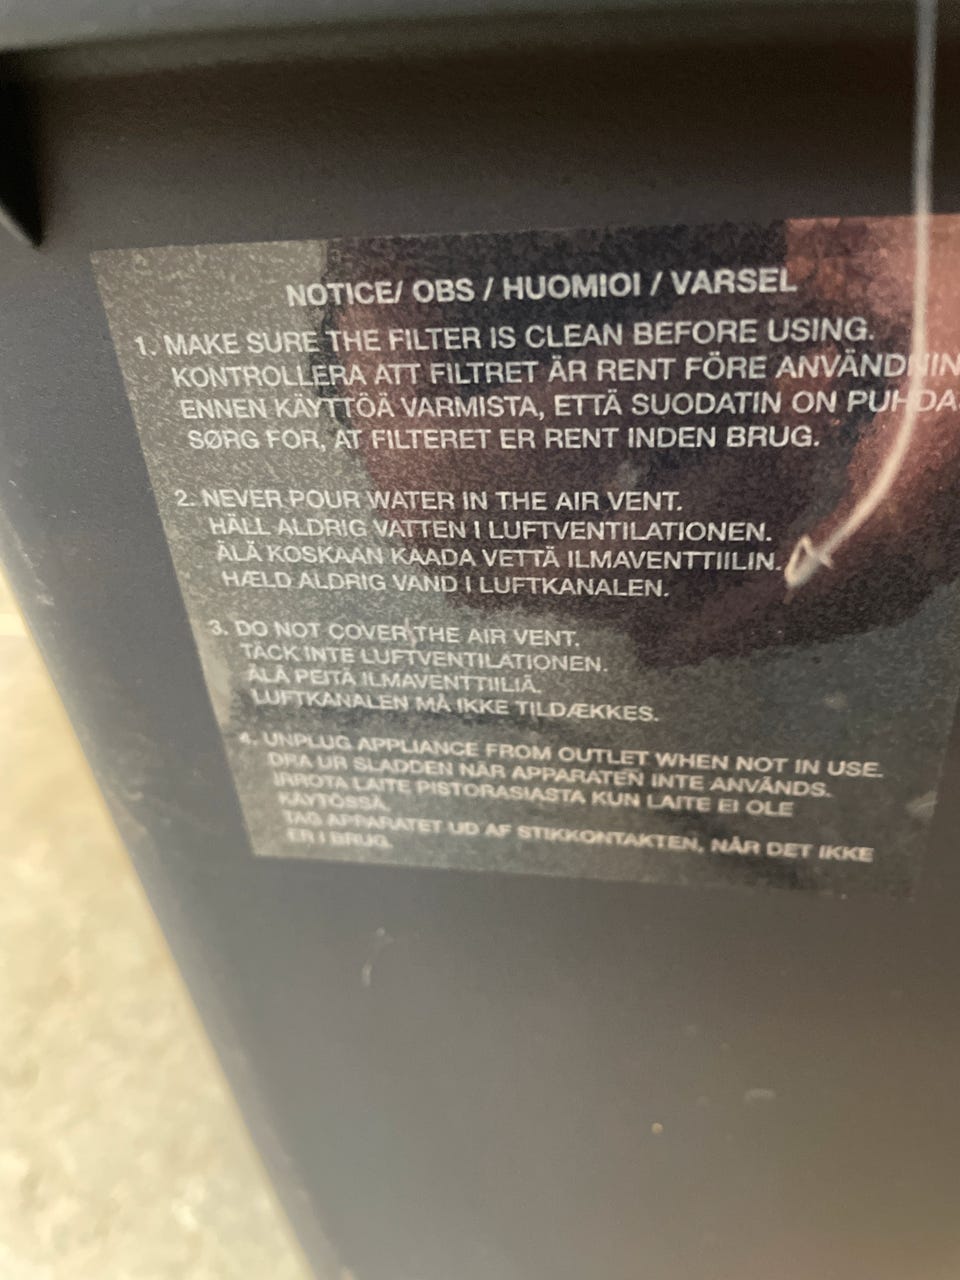 NOTICE/ OBS / HUOMIOI / VARSEL
1. MAKE SURE THE FILTER IS CLEAN BEFORE USING.
KONTROLLERA ATT FILTRET ÄR RENT FÖRE ANVÄNDNIN
ENNEN KÄYTTÖÄ VARMISTA, ETTÄ SUODATIN ON PUHDA
SØRG FOR, AT FILTERET ER RENT INDEN BRUG.
2. NEVER POUR WATER IN THE AIR VENT.
HÄLL ALDRIG VATTEN I LUFTVENTILATIONEN.
ÄLÄ KOSKAAN KAADA VETTÄ ILMAVENTTIILIIN.
HÆLD ALDRIG VAND I LUFTKANALEN.
3. DO NOT COVER THE AIR VENT.
TÄCK INTE LUFTVENTILATIONEN.
ÄLÄ PEITÄ ILMAVENTTIILIÄ.
LUFTKANALEN MÅ IKKE TILDÆKKES.
4. UNPLUG APPLIANCE FROM OUTLET WHEN NOT IN USE.
DRA UR SLADDEN NÄR APPARATEN INTE ANVÄNDS.
IRROTA LAITE PISTORASIASTA KUN LAITE EI OLE
KÄYTÖSSÄ.
TAG APPARATET UD AF STIKKONTAKTEN, NÅR DET IKKE
ER I BRUG.